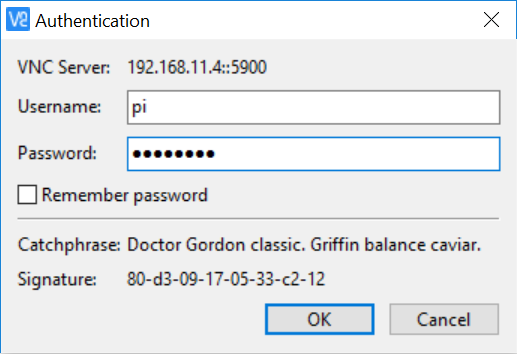 V2 Authentication
VNC Server: 192.168.11.4::5900
Username: pi
Password: ●●●●●●●●
Remember password
Catchphrase: Doctor Gordon classic. Griffin balance caviar.
Signature: 80-d3-09-17-05-33-c2-12
OK Cancel